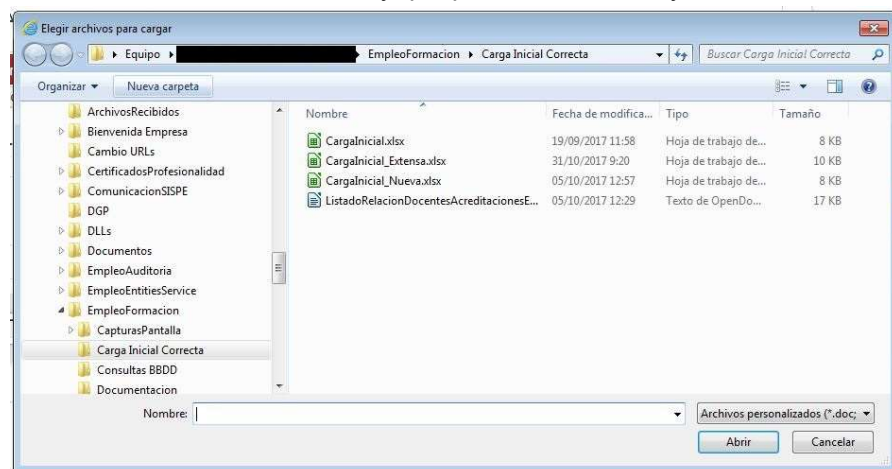 Elegir archivos para cargar
Equipo
EmpleoFormacion
Carga Inicial Correcta
Buscar Carga Inicial Correcta
Organizar
Nueva carpeta
ArchivosRecibidos
Bienvenida Empresa
Cambio URLs
CertificadosProfesionalidad
ComunicacionSISPE
DGP
DLLs
Documentos
EmpleoAuditoria
EmpleoEntitiesService
EmpleoFormacion
CapturasPantalla
Carga Inicial Correcta
Consultas BBDD
Documentacion
Nombre Fecha de modifica... Tipo Tamaño
CargaInicial.xlsx 19/09/2017 11:58 Hoja de trabajo de... 8 KB
CargaInicial_Extensa.xlsx 31/10/2017 9:20 Hoja de trabajo de... 10 KB
CargaInicial_Nueva.xlsx 05/10/2017 12:57 Hoja de trabajo de... 8 KB
ListadoRelacionDocentesAcreditacionesE... 05/10/2017 12:29 Texto de OpenDo... 17 KB
Nombre:
Archivos personalizados (*.doc;
Abrir
Cancelar